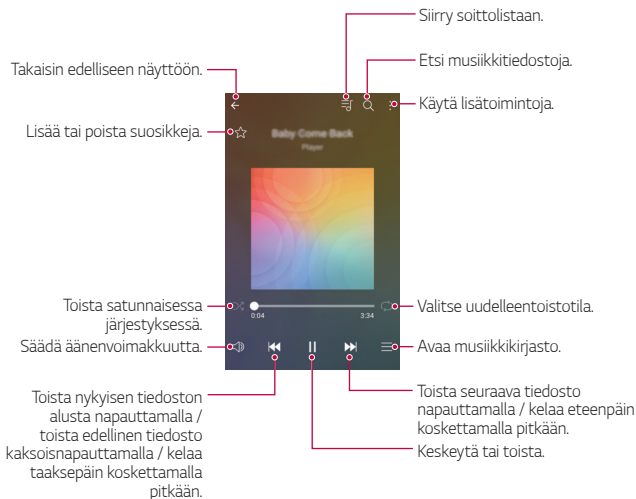 Siirry soittolistaan.
Etsi musiikkitiedostoja.
Takaisin edelliseen näyttöön.
Käytä lisätoimintoja.
Lisää tai poista suosikkeja.
Baby Come Back
Player
Toista satunnaisessa
järjestyksessä.
0:04
3:34
Valitse uudelleentoistotila.
Säädä äänenvoimakkuutta.
Avaa musiikkikirjasto.
Toista nykyisen tiedoston
alusta napauttamalla /
toista edellinen tiedosto
kaksoisnapauttamalla / kelaa
taaksepäin koskettamalla
pitkään.
Toista seuraava tiedosto
napauttamalla / kelaa eteenpäin
koskettamalla pitkään.
Keskeytä tai toista.